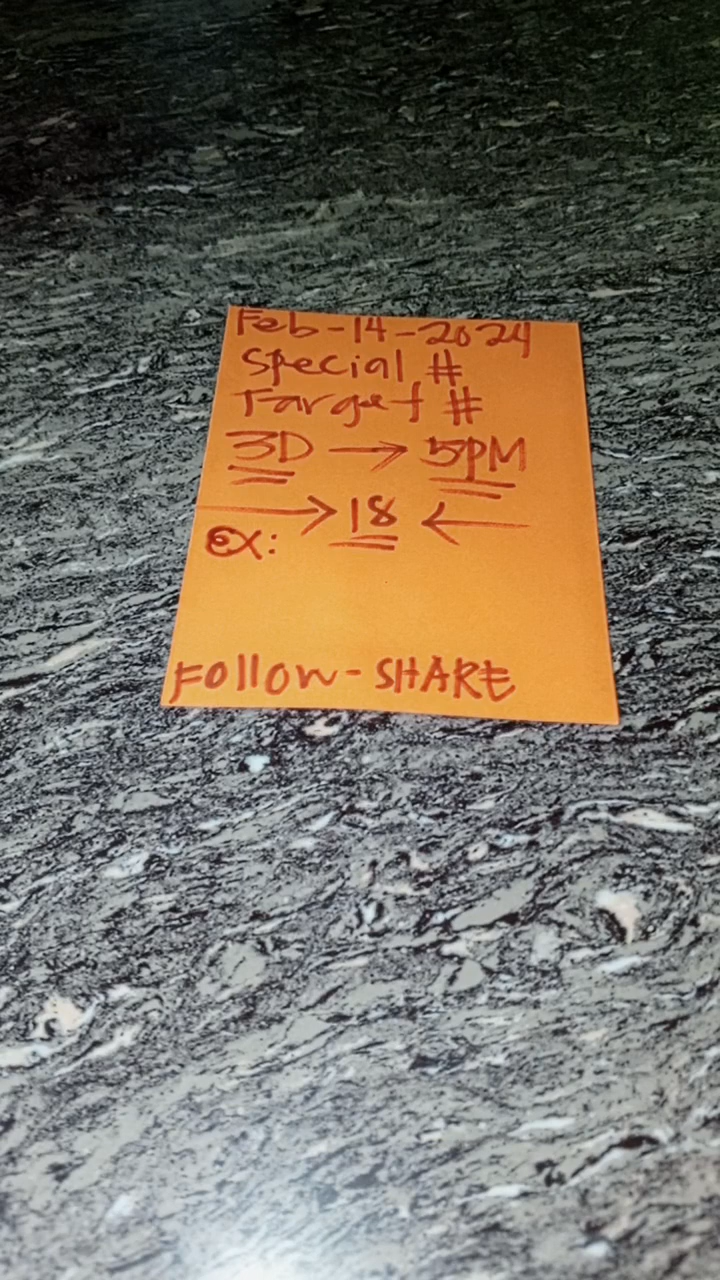 Feb-14-2024
Special #
Target #
3D → 5PM
→ 18 ←
EX:
Follow-SHARE